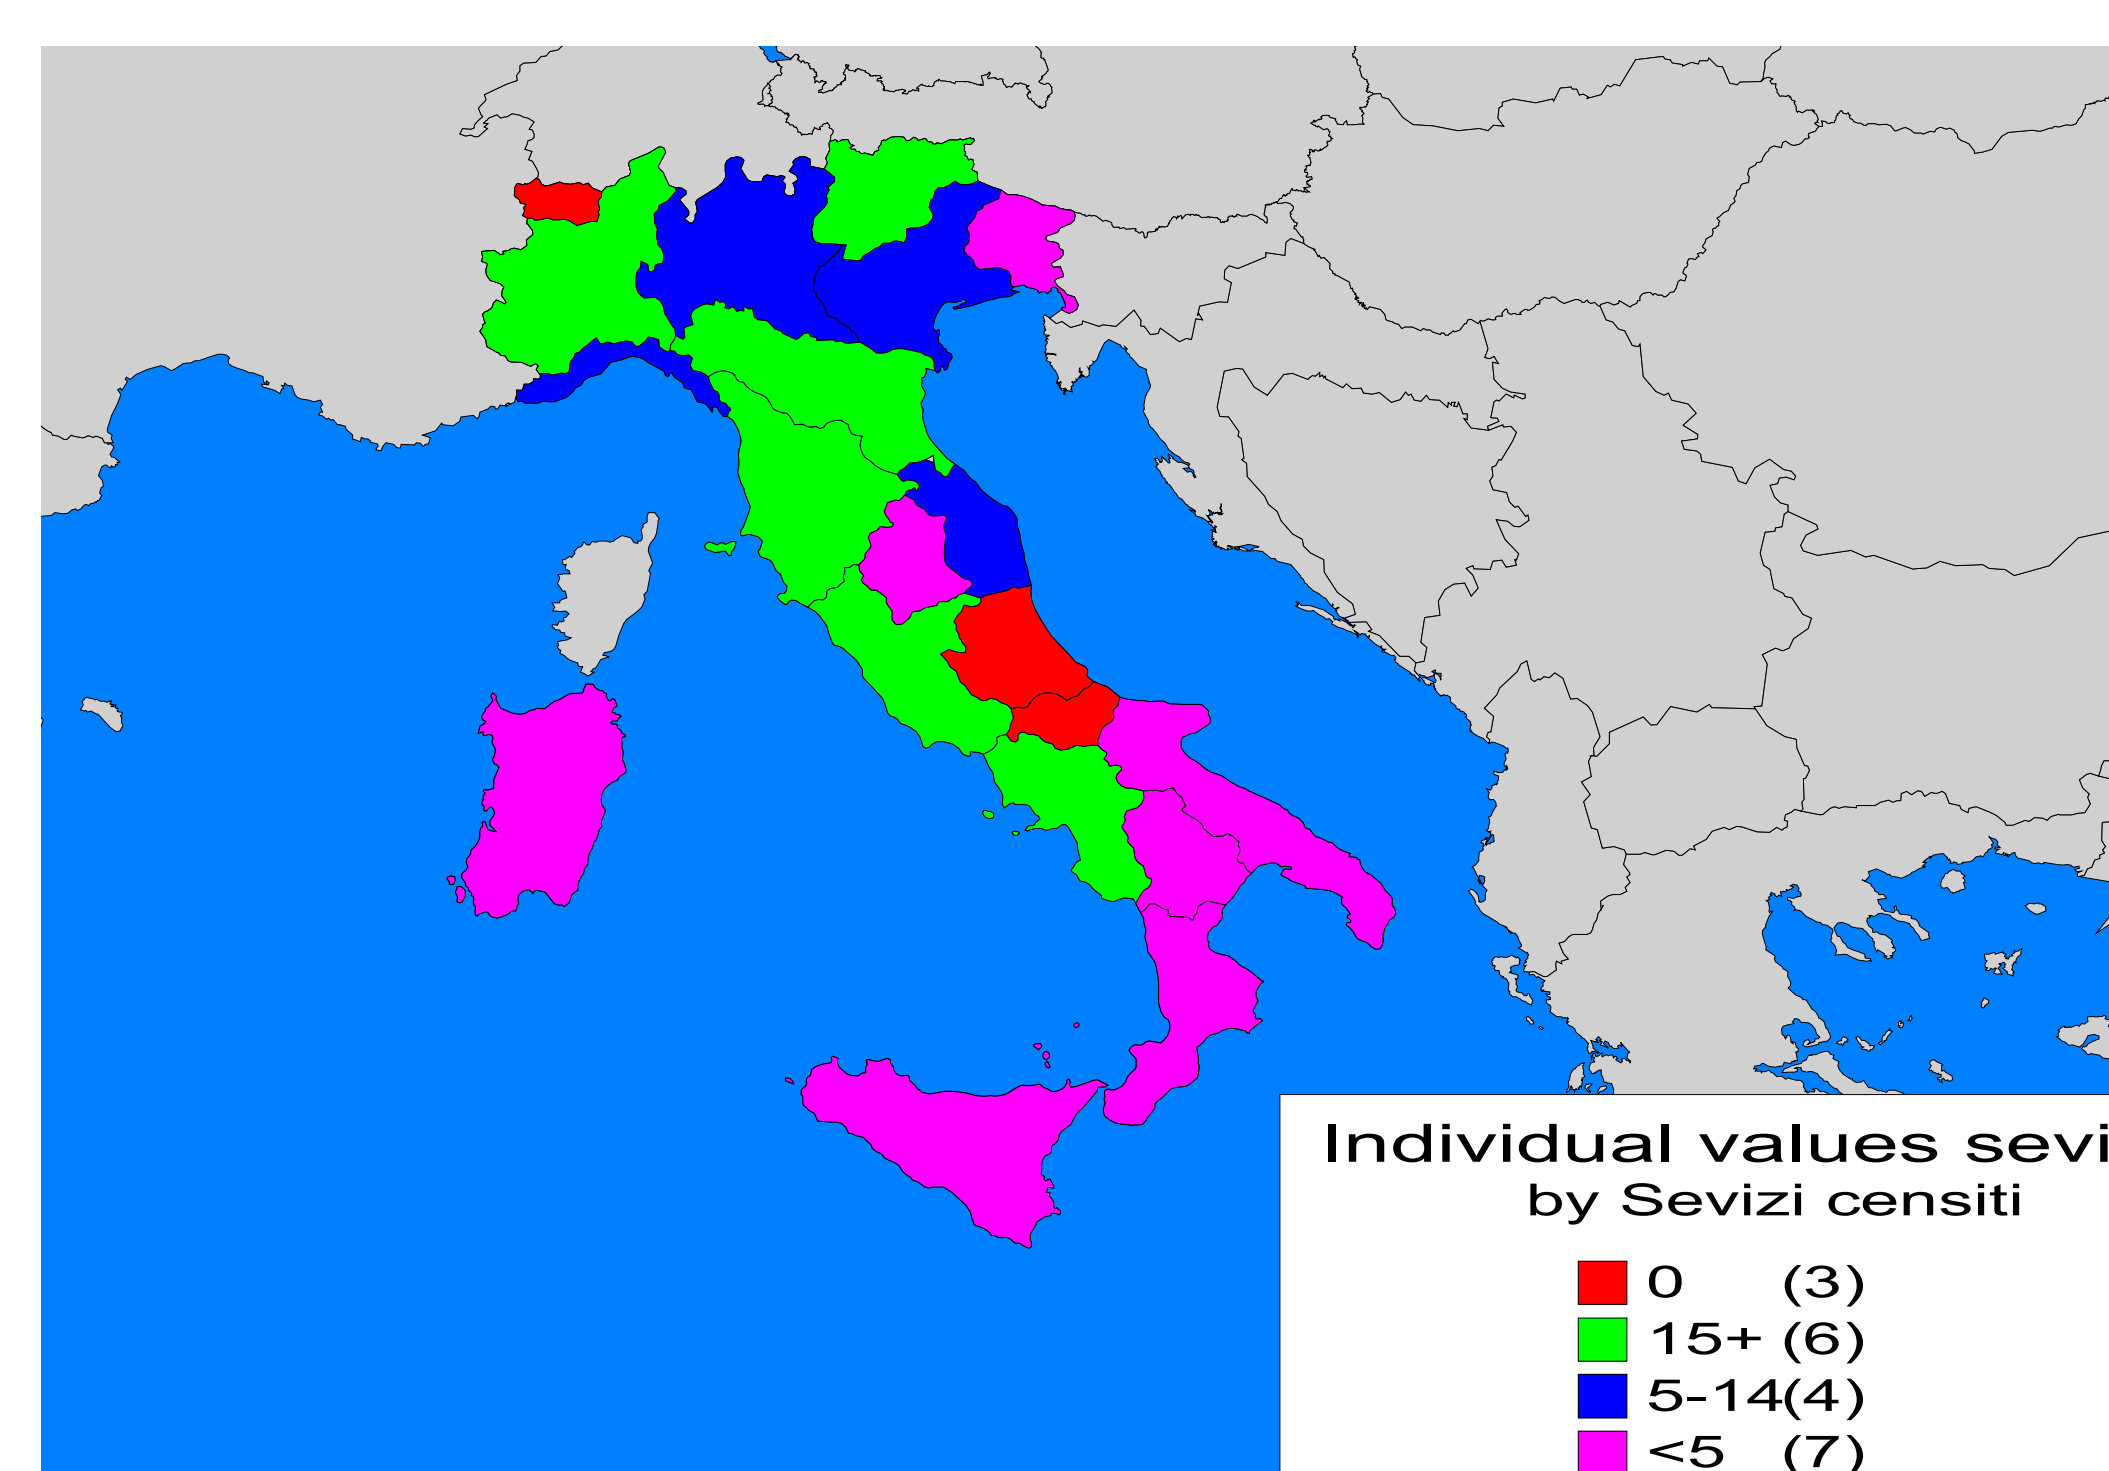 Individual values sevi
by Sevizi censiti
0 (3)
15+ (6)
5-14(4)
<5 (7)